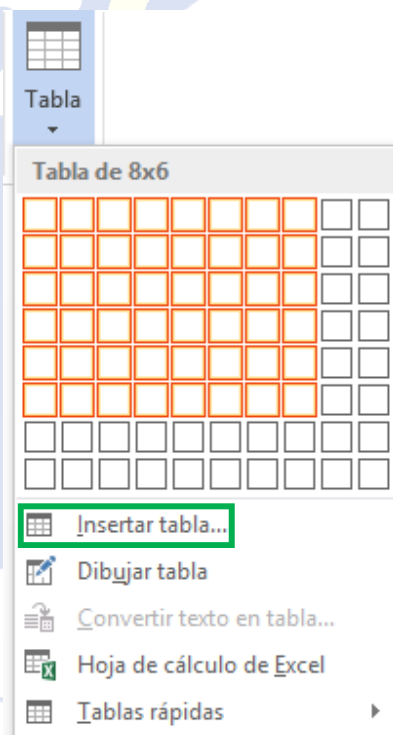 Tabla
Tabla de 8x6
Insertar tabla...
Dibujar tabla
Convertir texto en tabla...
Hoja de cálculo de Excel
Tablas rápidas